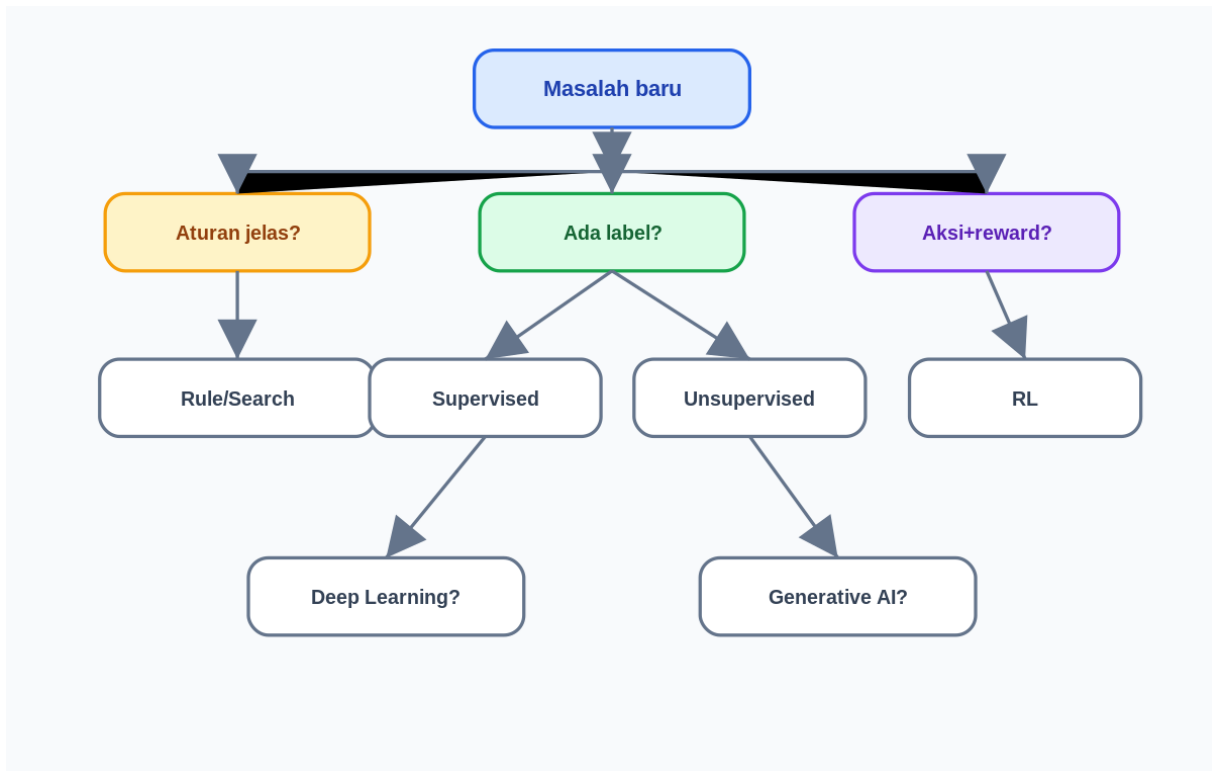 Masalah baru
Aturan jelas?
Ada label?
Aksi+reward?
Rule/Search
Supervised
Unsupervised
RL
Deep Learning?
Generative AI?